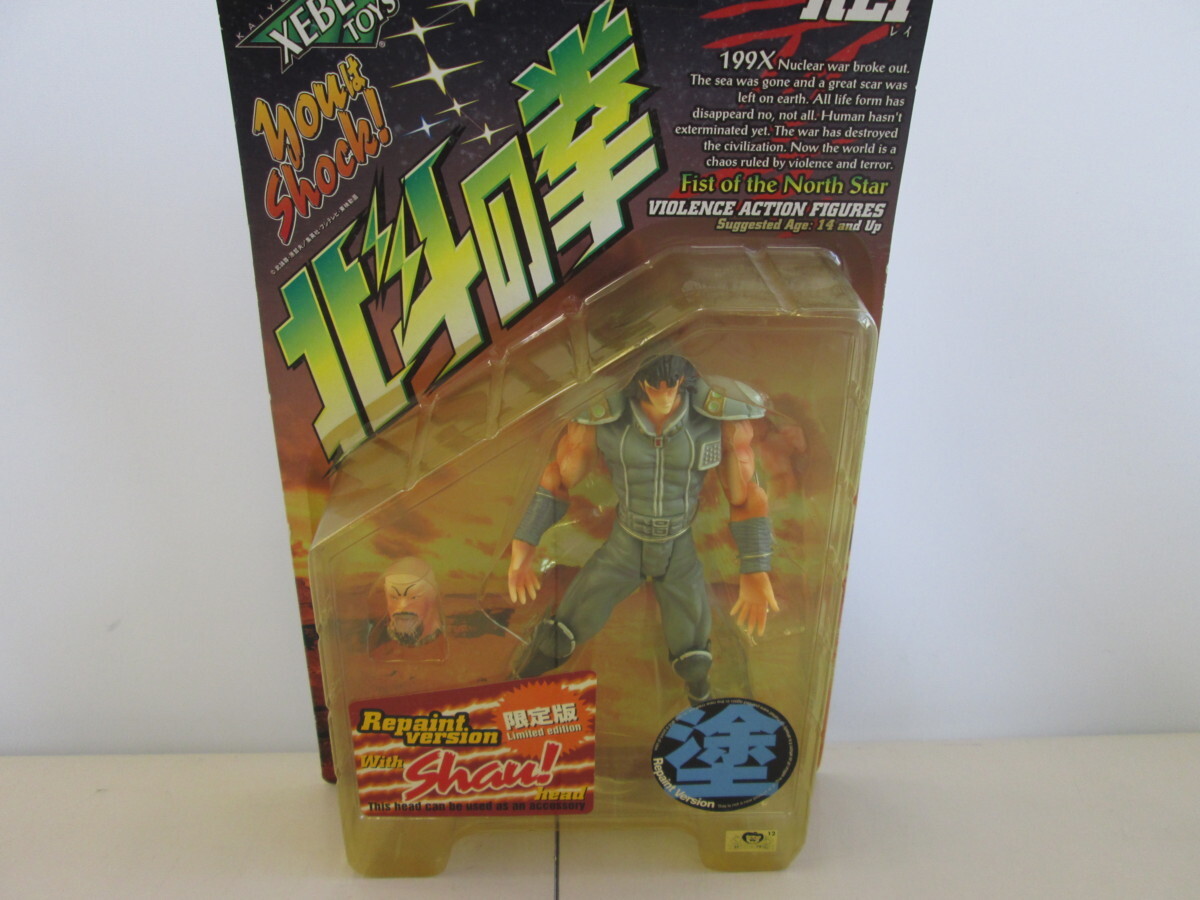 KAIY
XEBE
TOYS
REI
レイ
youは
Shock!
北斗の拳
199X Nuclear war broke out.
The sea was gone and a great scar was
left on earth. All life form has
disappeard no, not all. Human hasn't
exterminated yet. The war has destroyed
the civilization. Now the world is a
chaos ruled by violence and terror.
Fist of the North Star
VIOLENCE ACTION FIGURES
Suggested Age: 14 and Up
Repaint
version
限定版
Limited edition
With
Shau!
head
This head can be used as an accessory
塗
Repaint Version
13